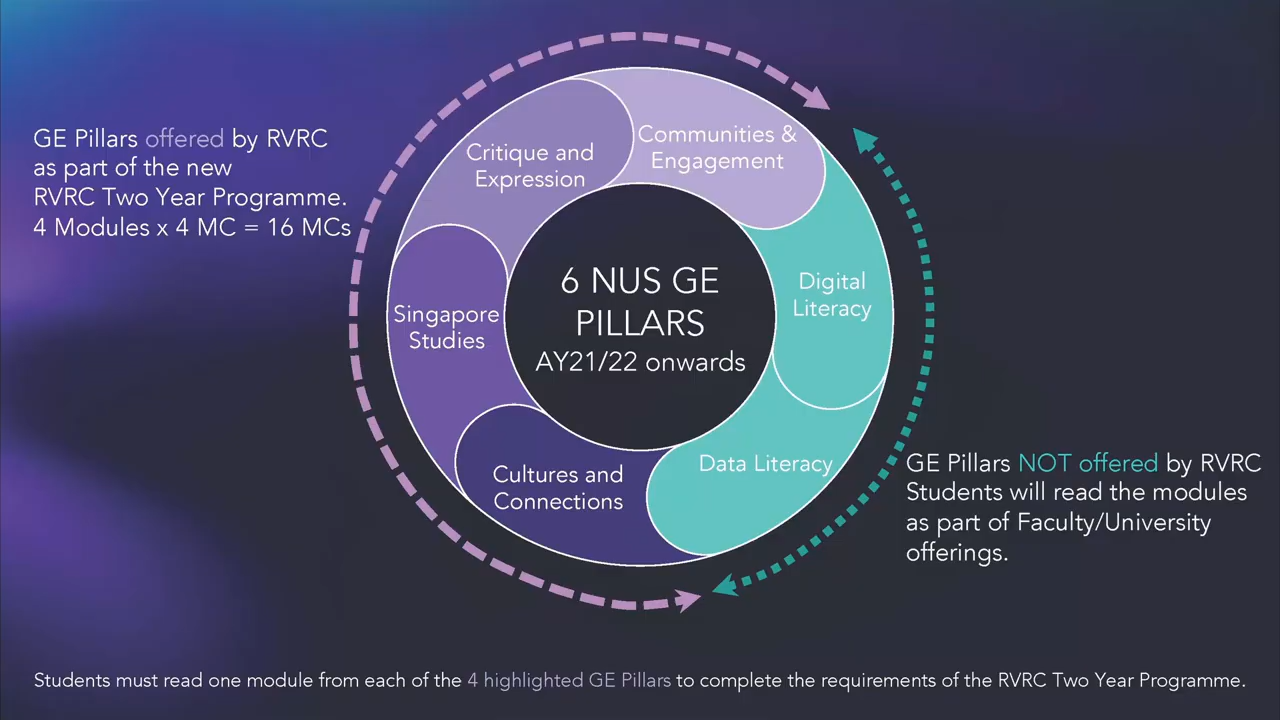 GE Pillars offered by RVRC
as part of the new
RVRC Two Year Programme.
4 Modules x 4 MC = 16 MCs
Critique and
Expression
Communities &
Engagement
Singapore
Studies
6 NUS GE
PILLARS
AY21/22 onwards
Digital
Literacy
Cultures and
Connections
Data Literacy
GE Pillars NOT offered by RVRC
Students will read the modules
as part of Faculty/University
offerings.
Students must read one module from each of the 4 highlighted GE Pillars to complete the requirements of the RVRC Two Year Programme.